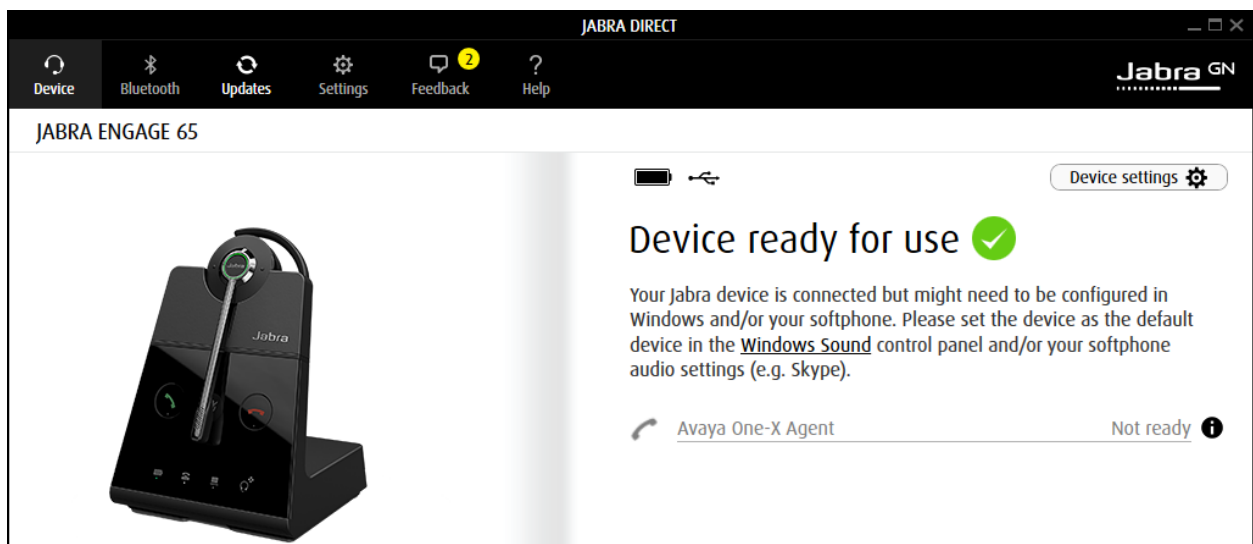 JABRA DIRECT
Device
Bluetooth
Updates
Settings
2
Feedback
?
Help
Jabra GN
JABRA ENGAGE 65
Device settings
Device ready for use
Your Jabra device is connected but might need to be configured in
Windows and/or your softphone. Please set the device as the default
device in the Windows Sound control panel and/or your softphone
audio settings (e.g. Skype).
Avaya One-X Agent Not ready
Jabra
Jabra